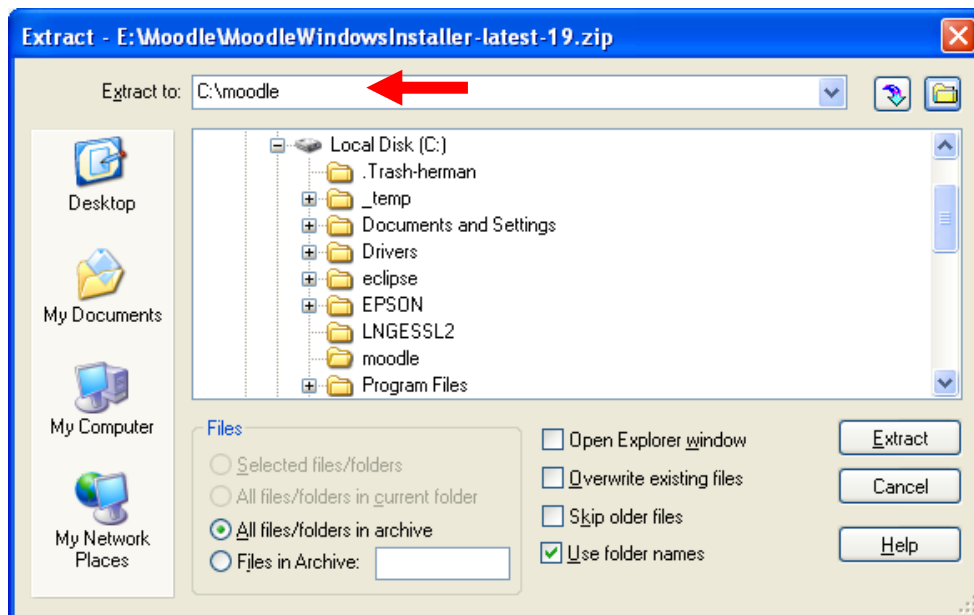 Extract - E:\Moodle\MoodleWindowsInstaller-latest-19.zip
Extract to: C:\moodle
Local Disk (C:)
.Trash-herman
_temp
Documents and Settings
Drivers
eclipse
EPSON
LNGESSL2
moodle
Program Files
Desktop
My Documents
My Computer
My Network
Places
Files
Selected files/folders
All files/folders in current folder
All files/folders in archive
Files in Archive:
Open Explorer window
Overwrite existing files
Skip older files
Use folder names
Extract
Cancel
Help